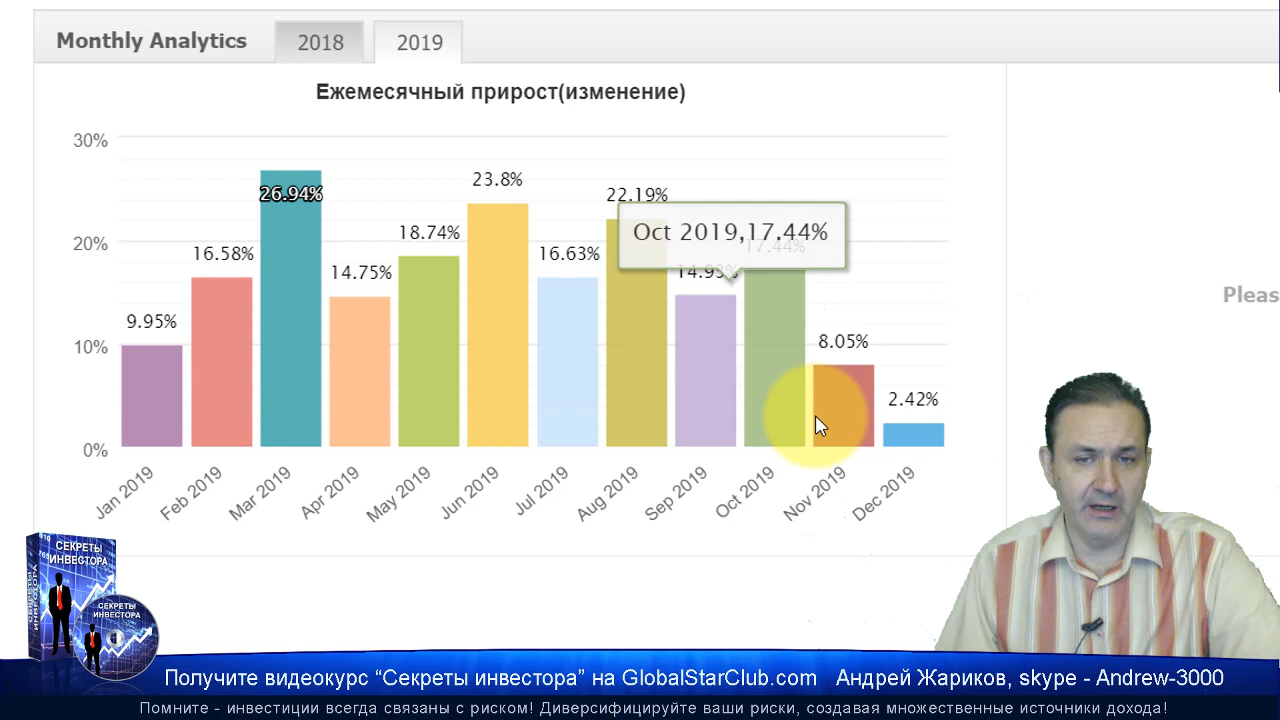 Monthly Analytics 2018 2019
Ежемесячный прирост(изменение)
30%
20%
10%
0%
9.95%
16.58%
26.94%
14.75%
18.74%
23.8%
16.63%
22.19%
Oct 2019,17.44%
17.44%
8.05%
2.42%
Jan 2019
Feb 2019
Mar 2019
Apr 2019
May 2019
Jun 2019
Jul 2019
Aug 2019
Sep 2019
Oct 2019
Nov 2019
Dec 2019
Pleas
СЕКРЕТЫ
ИНВЕСТОРА
СЕКРЕТЫ
ИНВЕСТОРА
Получите видеокурс “Секреты инвестора” на GlobalStarClub.com Андрей Жариков, skype - Andrew-3000
Помните - инвестиции всегда связаны с риском! Диверсифицируйте ваши риски, создавая множественные источники дохода!